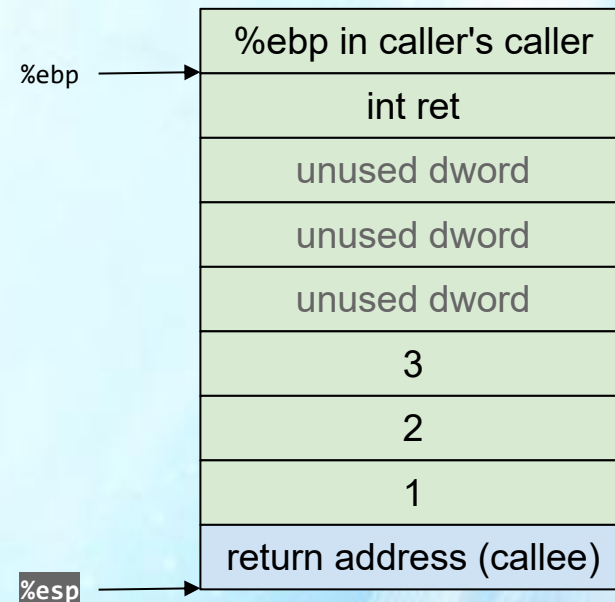 %ebp in caller's caller
%ebp
int ret
unused dword
unused dword
unused dword
3
2
1
return address (callee)
%esp